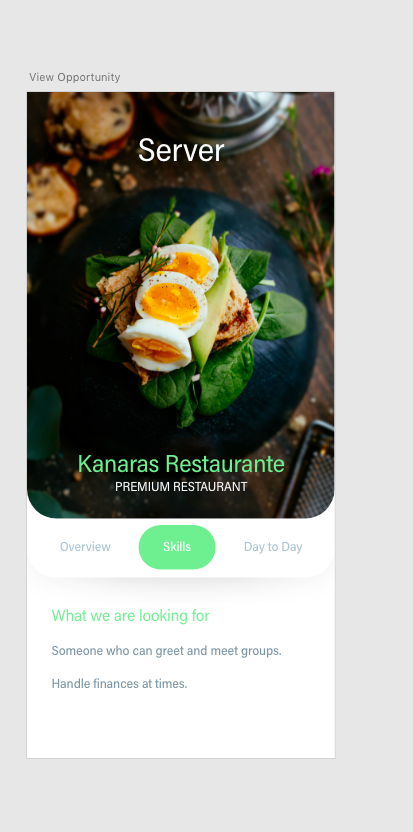 View Opportunity
Server
Kanaras Restaurante
PREMIUM RESTAURANT
Overview Skills Day to Day
What we are looking for
Someone who can greet and meet groups.
Handle finances at times.